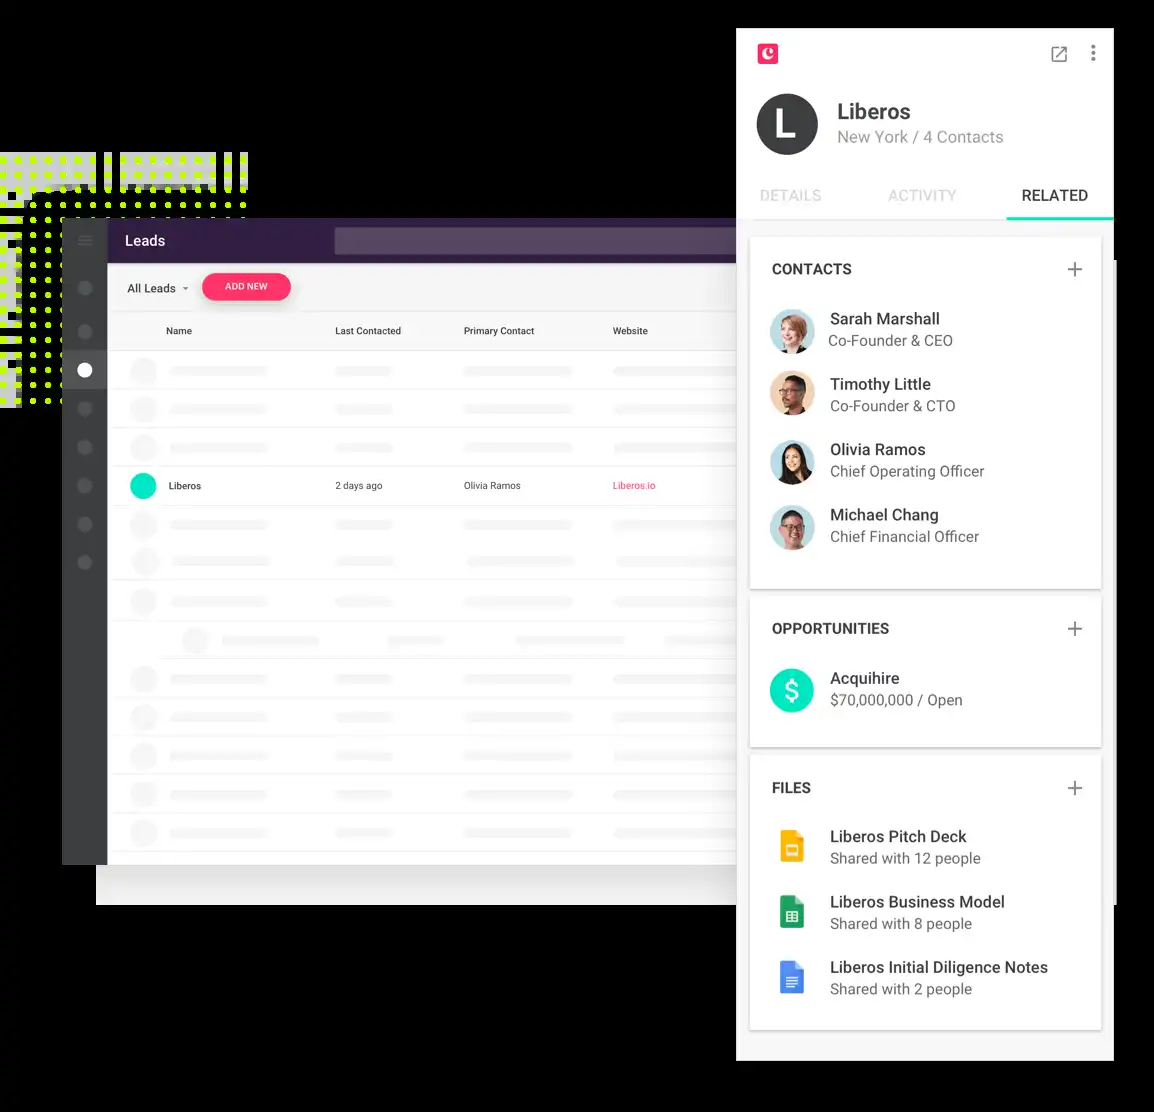 Leads
All Leads
ADD NEW
Name Last Contacted Primary Contact Website
Liberos 2 days ago Olivia Ramos Liberos.io
L
Liberos
New York / 4 Contacts
DETAILS ACTIVITY RELATED
CONTACTS
Sarah Marshall
Co-Founder & CEO
Timothy Little
Co-Founder & CTO
Olivia Ramos
Chief Operating Officer
Michael Chang
Chief Financial Officer
OPPORTUNITIES
$
Acquihire
$70,000,000 / Open
FILES
Liberos Pitch Deck
Shared with 12 people
Liberos Business Model
Shared with 8 people
Liberos Initial Diligence Notes
Shared with 2 people